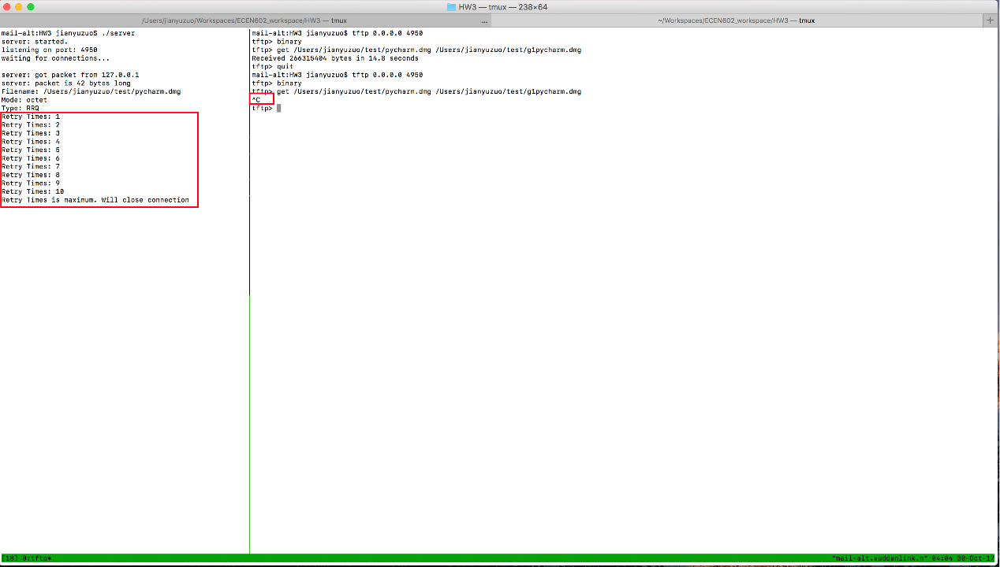 HW3 — tmux — 238×64
/Users/jianyuzuo/Workspaces/ECEN602_workspace/HW3 — tmux ...
~/Workspaces/ECEN602_workspace/HW3 — tmux +
mail-alt:HW3 jianyuzuo$ ./server
server: started.
listening on port: 4950
waiting for connections...
server: got packet from 127.0.0.1
server: packet is 42 bytes long
Filename: /Users/jianyuzuo/test/pycharm.dmg
Mode: octet
Type: RRQ
Retry Times: 1
Retry Times: 2
Retry Times: 3
Retry Times: 4
Retry Times: 5
Retry Times: 6
Retry Times: 7
Retry Times: 8
Retry Times: 9
Retry Times: 10
Retry Times is maximum. Will close connection
mail-alt:HW3 jianyuzuo$ tftp 0.0.0.0 4950
tftp> binary
tftp> get /Users/jianyuzuo/test/pycharm.dmg /Users/jianyuzuo/test/g1pycharm.dmg
Received 266315404 bytes in 14.8 seconds
tftp> quit
mail-alt:HW3 jianyuzuo$ tftp 0.0.0.0 4950
tftp> binary
tftp> get /Users/jianyuzuo/test/pycharm.dmg /Users/jianyuzuo/test/g1pycharm.dmg
^C
tftp>
[18] 0:tftp* "mail-alt.suddenlink.n" 04:04 30-Oct-17